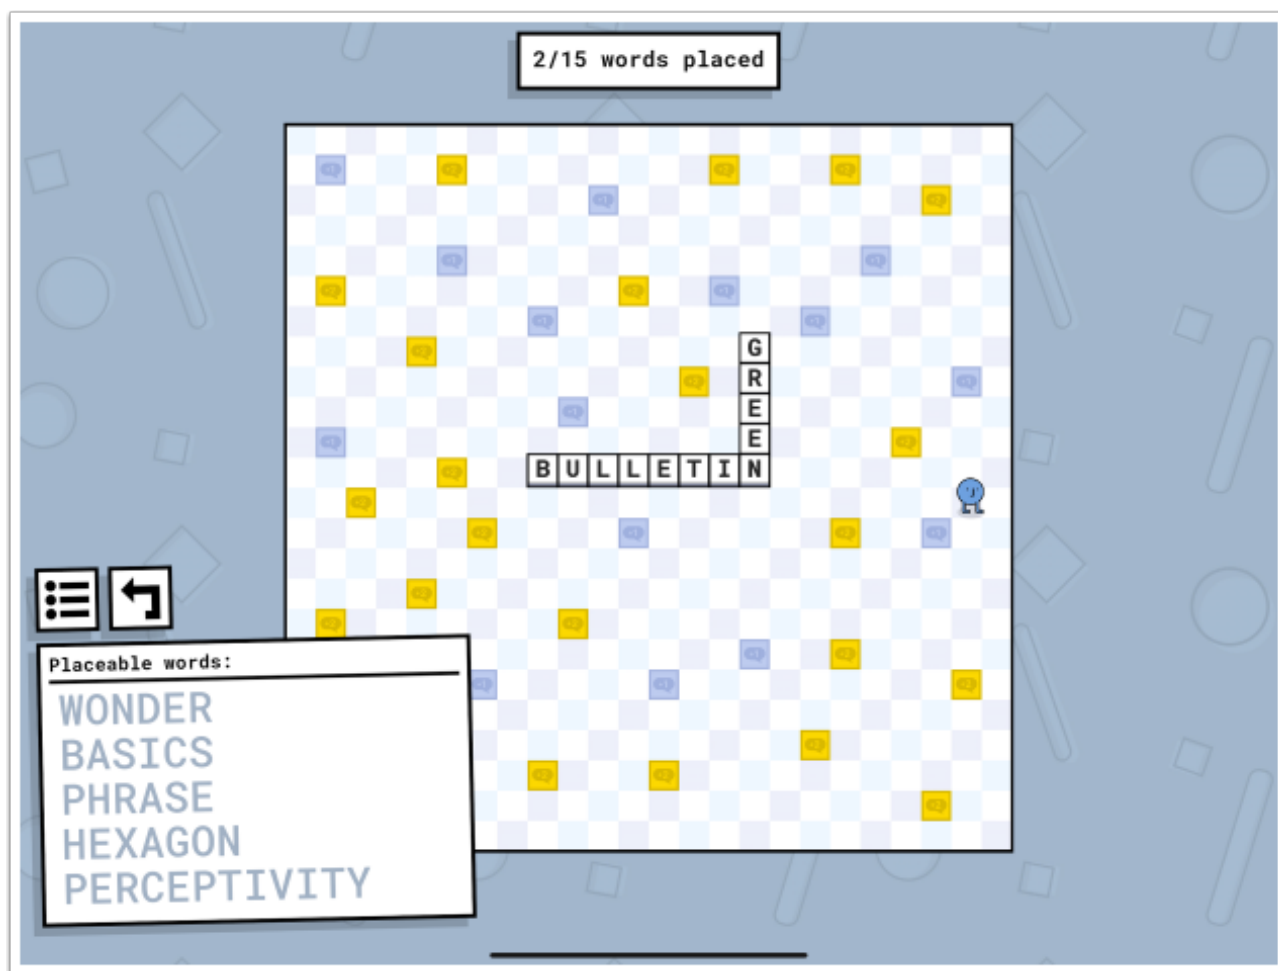 2/15 words placed
G
R
E
E
BULLETIN
Placeable words:
WONDER
BASICS
PHRASE
HEXAGON
PERCEPTIVITY